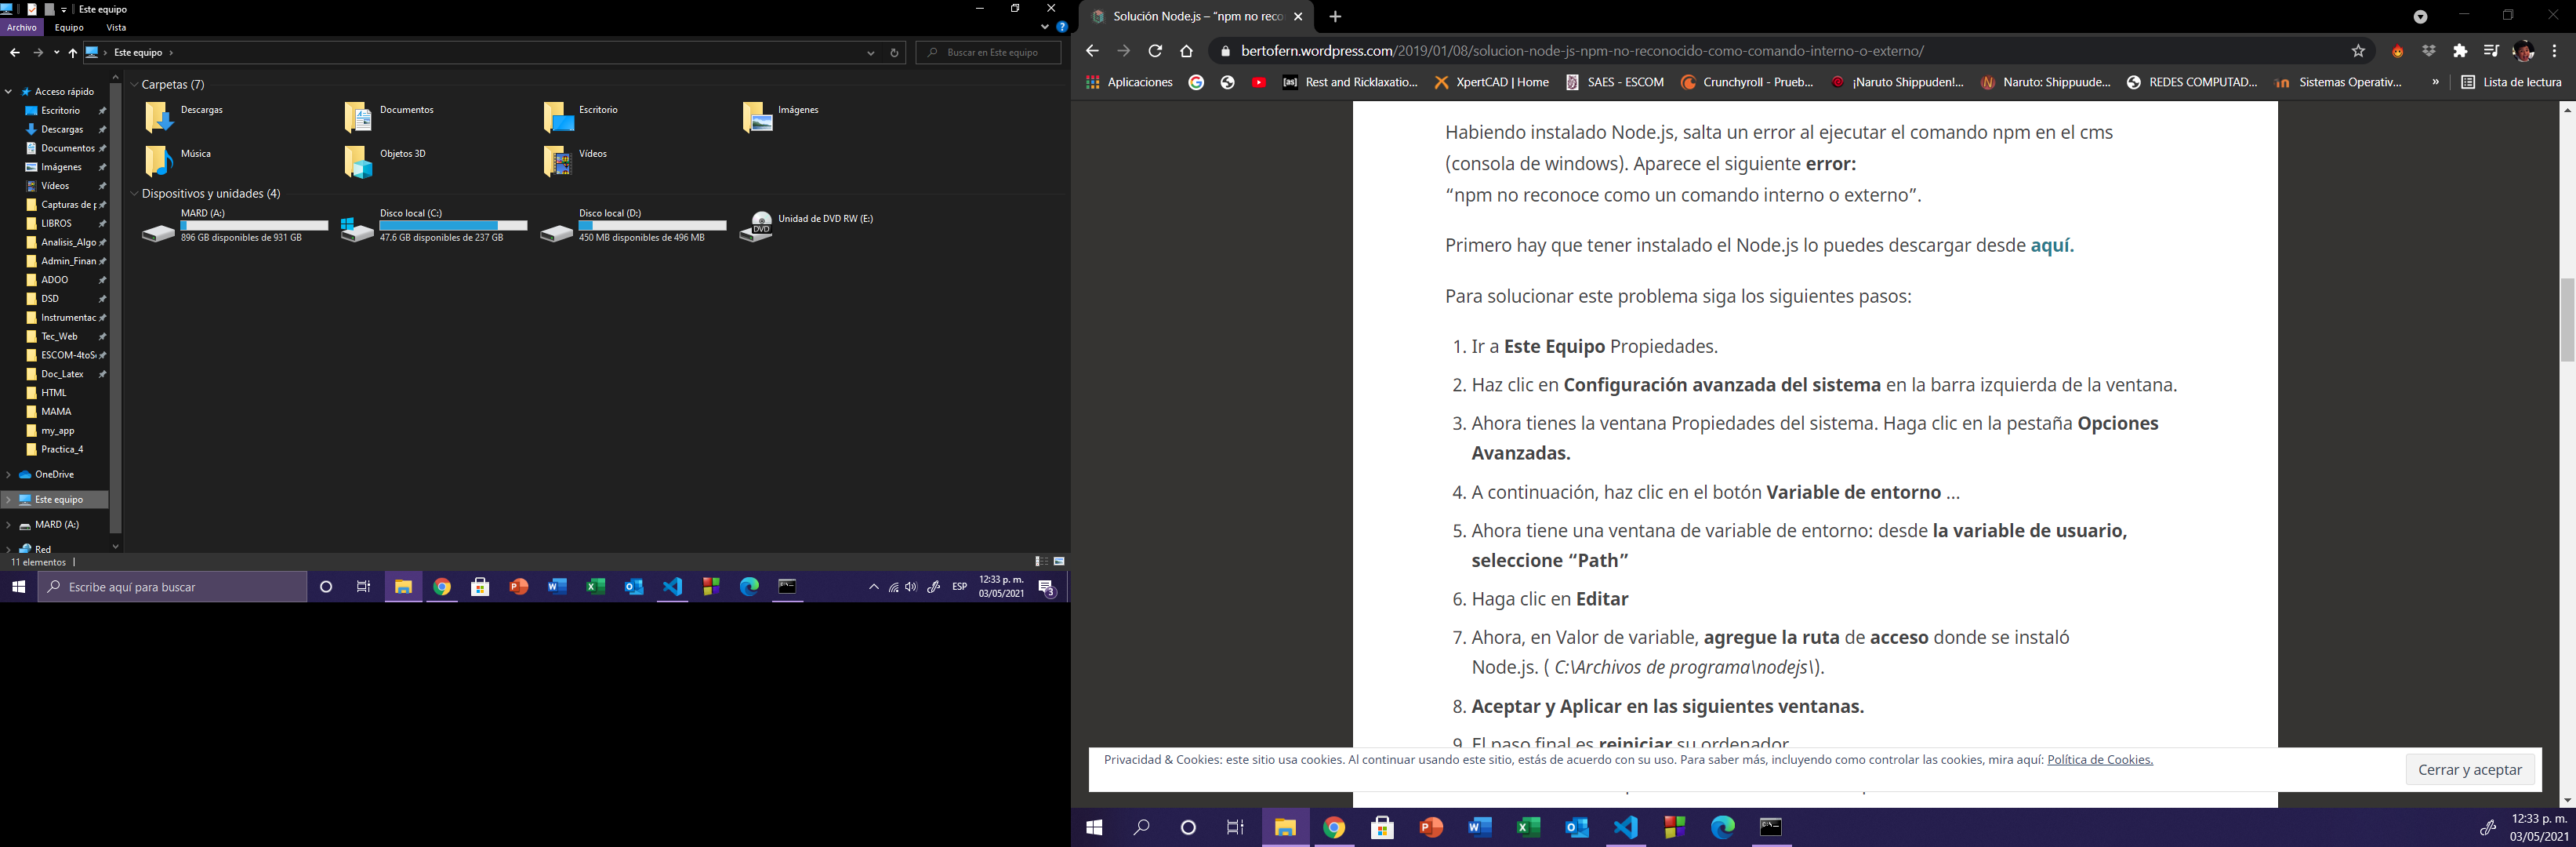 Este equipo
Archivo
Equipo
Vista
Este equipo
Buscar en Este equipo
Acceso rápido
Escritorio
Descargas
Documentos
Imágenes
Vídeos
Capturas de p
LIBROS
Analisis_Algo
Admin_Finan
ADOO
DSD
Instrumentac
Tec_Web
ESCOM-4toS
Doc_Latex
HTML
MAMA
my_app
Practica_4
OneDrive
Este equipo
MARD (A:)
Red
11 elementos
Carpetas (7)
Descargas
Documentos
Escritorio
Imágenes
Música
Objetos 3D
Vídeos
Dispositivos y unidades (4)
MARD (A:)
896 GB disponibles de 931 GB
Disco local (C:)
47.6 GB disponibles de 237 GB
Disco local (D:)
450 MB disponibles de 496 MB
DVD
Unidad de DVD RW (E:)
Escribe aquí para buscar
ESP
12:33 p. m.
03/05/2021
3
Solución Node.js – “npm no reco
bertofern.wordpress.com/2019/01/08/solucion-node-js-npm-no-reconocido-como-comando-interno-o-externo/
Aplicaciones
[as] Rest and Ricklaxatio...
XpertCAD | Home
SAES - ESCOM
Crunchyroll - Prueb...
¡Naruto Shippuden!...
Naruto: Shippuude...
REDES COMPUTAD...
Sistemas Operativ...
»
Lista de lectura
Habiendo instalado Node.js, salta un error al ejecutar el comando npm en el cms
(consola de windows). Aparece el siguiente error:
“npm no reconoce como un comando interno o externo”.
Primero hay que tener instalado el Node.js lo puedes descargar desde aquí.
Para solucionar este problema siga los siguientes pasos:
1. Ir a Este Equipo Propiedades.
2. Haz clic en Configuración avanzada del sistema en la barra izquierda de la ventana.
3. Ahora tienes la ventana Propiedades del sistema. Haga clic en la pestaña Opciones
Avanzadas.
4. A continuación, haz clic en el botón Variable de entorno ...
5. Ahora tiene una ventana de variable de entorno: desde la variable de usuario,
seleccione “Path”
6. Haga clic en Editar
7. Ahora, en Valor de variable, agregue la ruta de acceso donde se instaló
Node.js. ( C:\Archivos de programa\nodejs\).
8. Aceptar y Aplicar en las siguientes ventanas.
9. El paso final es reiniciar su ordenador
Privacidad & Cookies: este sitio usa cookies. Al continuar usando este sitio, estás de acuerdo con su uso. Para saber más, incluyendo como controlar las cookies, mira aquí: Política de Cookies.
Cerrar y aceptar
12:33 p. m.
03/05/2021